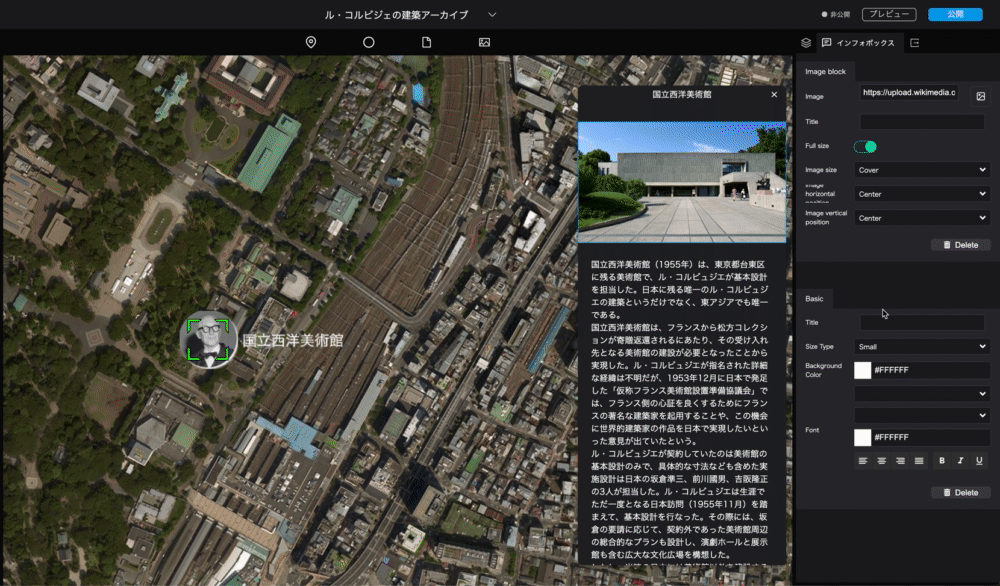 ル・コルビジェの建築アーカイブ
非公開
プレビュー
公開
インフォボックス
国立西洋美術館
国立西洋美術館（1955年）は、東京都台東区
に残る美術館で、ル・コルビュジエが基本設計
を担当した。日本に残る唯一のル・コルビュジ
エの建築というだけでなく、東アジアでも唯一
である。
国立西洋美術館は、フランスから松方コレクシ
ョンが寄贈返還されるにあたり、その受け入れ
先となる美術館の建設が必要となったことから
実現した。ル・コルビュジエが指名された詳細
な経緯は不明だが、1953年12月に日本で発足
した「仮称フランス美術館設置準備協議会」で
は、フランス側の心証を良くするためにフラン
スの著名な建築家を起用することや、この機会
に世界的建築家の作品を日本で実現したいとい
った意見が出ていたという。
ル・コルビュジエが契約していたのは美術館の
基本設計のみで、具体的な寸法なども含めた実
施設計は日本の坂倉準三、前川國男、吉阪隆正
の3人が担当した。ル・コルビュジエは生涯で
ただ一度となる日本訪問（1955年11月）を踏
まえて、基本設計を行なった。その際には、坂
倉の要請に応じて、契約外であった美術館周辺
の総合的なプランも設計し、演劇ホールと展示
館も含む広大な文化広場を構想した。
国立西洋美術館
Image block
Image
https://upload.wikimedia.c
Title
Full size
Image size
Cover
horizontal
position
Center
Image vertical
position
Center
Delete
Basic
Title
Size Type
Small
Background
Color
#FFFFFF
Font
#FFFFFF
B
I
U
Delete